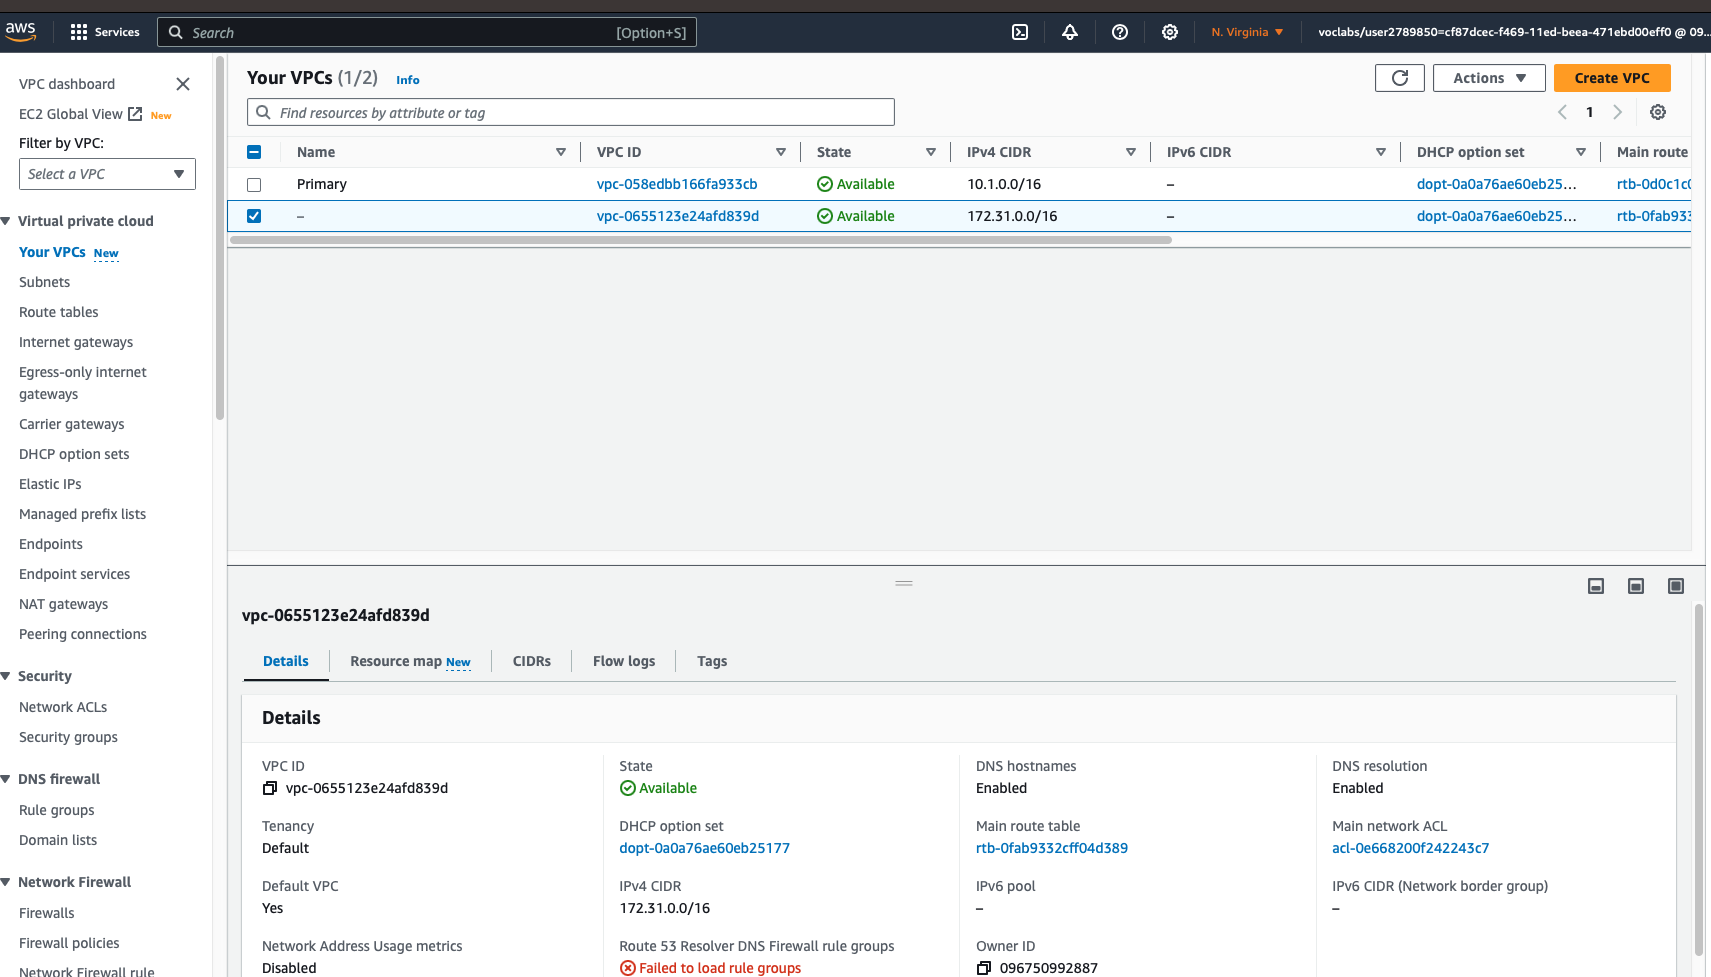 aws
Services
Search
[Option+S]
N. Virginia
voclabs/user2789850=cf87dcec-f469-11ed-beea-471ebd00eff0 @ 09...
VPC dashboard
EC2 Global View New
Filter by VPC:
Select a VPC
Virtual private cloud
Your VPCs New
Subnets
Route tables
Internet gateways
Egress-only internet
gateways
Carrier gateways
DHCP option sets
Elastic IPs
Managed prefix lists
Endpoints
Endpoint services
NAT gateways
Peering connections
Security
Network ACLs
Security groups
DNS firewall
Rule groups
Domain lists
Network Firewall
Firewalls
Firewall policies
Network Firewall rule
Your VPCs (1/2) Info
Actions
Create VPC
Find resources by attribute or tag
1
Name VPC ID State IPv4 CIDR IPv6 CIDR DHCP option set Main route
Primary vpc-058edbb166fa933cb Available 10.1.0.0/16 – dopt-0a0a76ae60eb25... rtb-0d0c1c0
– vpc-0655123e24afd839d Available 172.31.0.0/16 – dopt-0a0a76ae60eb25... rtb-0fab933
vpc-0655123e24afd839d
Details Resource map New CIDRs Flow logs Tags
Details
VPC ID State DNS hostnames DNS resolution
vpc-0655123e24afd839d Available Enabled Enabled
Tenancy DHCP option set Main route table Main network ACL
Default dopt-0a0a76ae60eb25177 rtb-0fab9332cff04d389 acl-0e668200f242243c7
Default VPC IPv4 CIDR IPv6 pool IPv6 CIDR (Network border group)
Yes 172.31.0.0/16 – –
Network Address Usage metrics Route 53 Resolver DNS Firewall rule groups Owner ID
Disabled Failed to load rule groups 096750992887